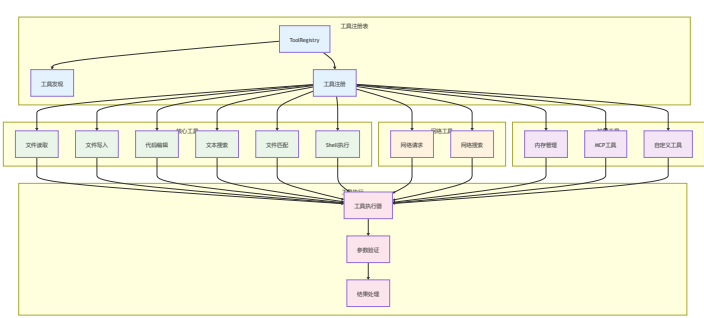 工具注册表
ToolRegistry
工具发现
工具注册
核心工具
网络工具
文件读取
文件写入
代码编辑
文本搜索
文件匹配
Shell执行
网络请求
网络搜索
内存管理
MCP工具
自定义工具
工具执行器
参数验证
结果处理